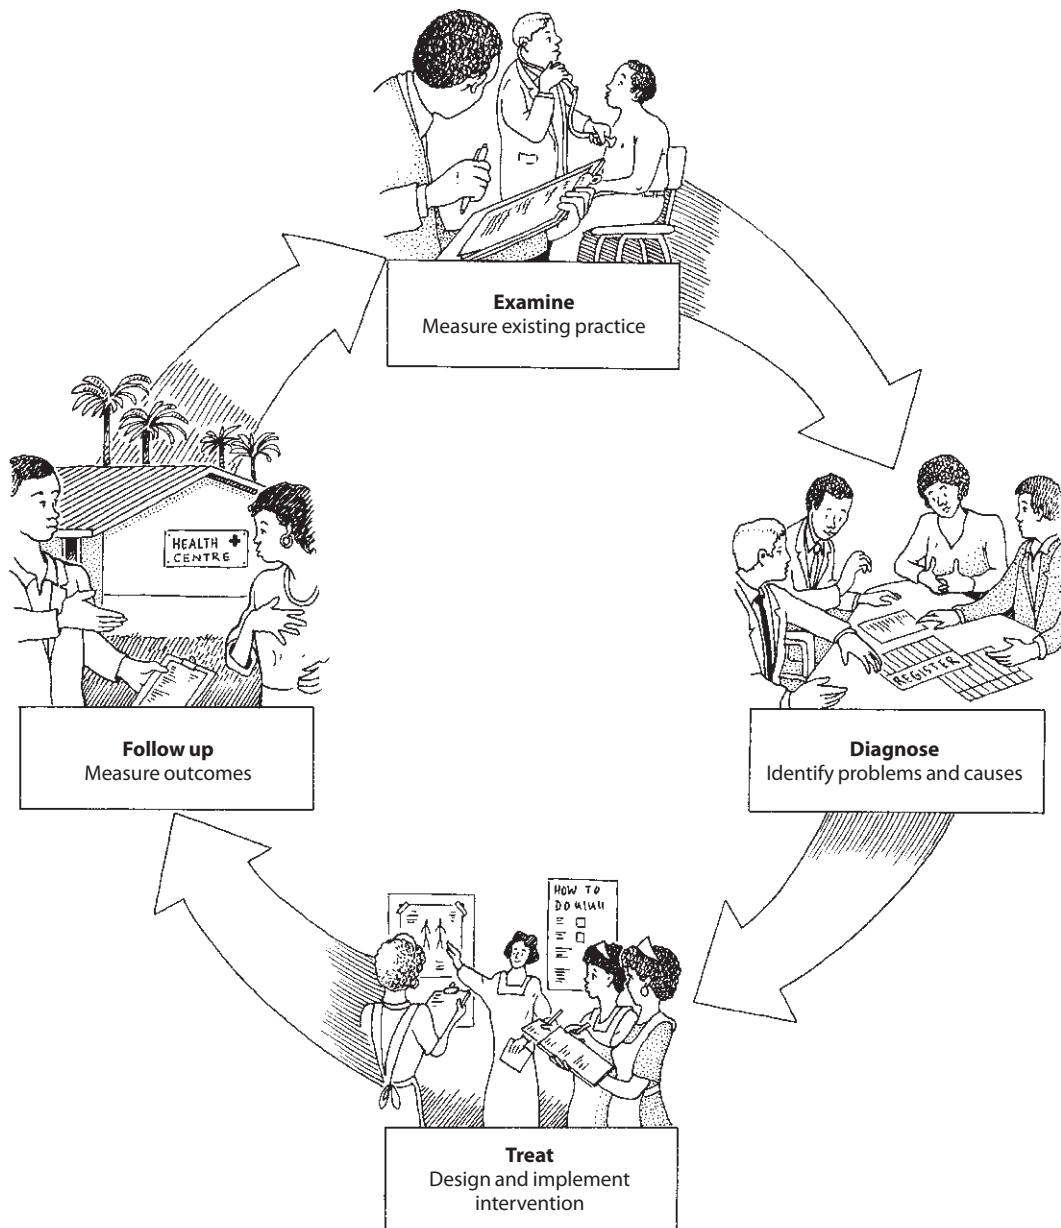 Examine
Measure existing practice
HEALTH
CENTRE
REGISTER
Follow up
Measure outcomes
Diagnose
Identify problems and causes
HOW TO
DO
Treat
Design and implement
intervention